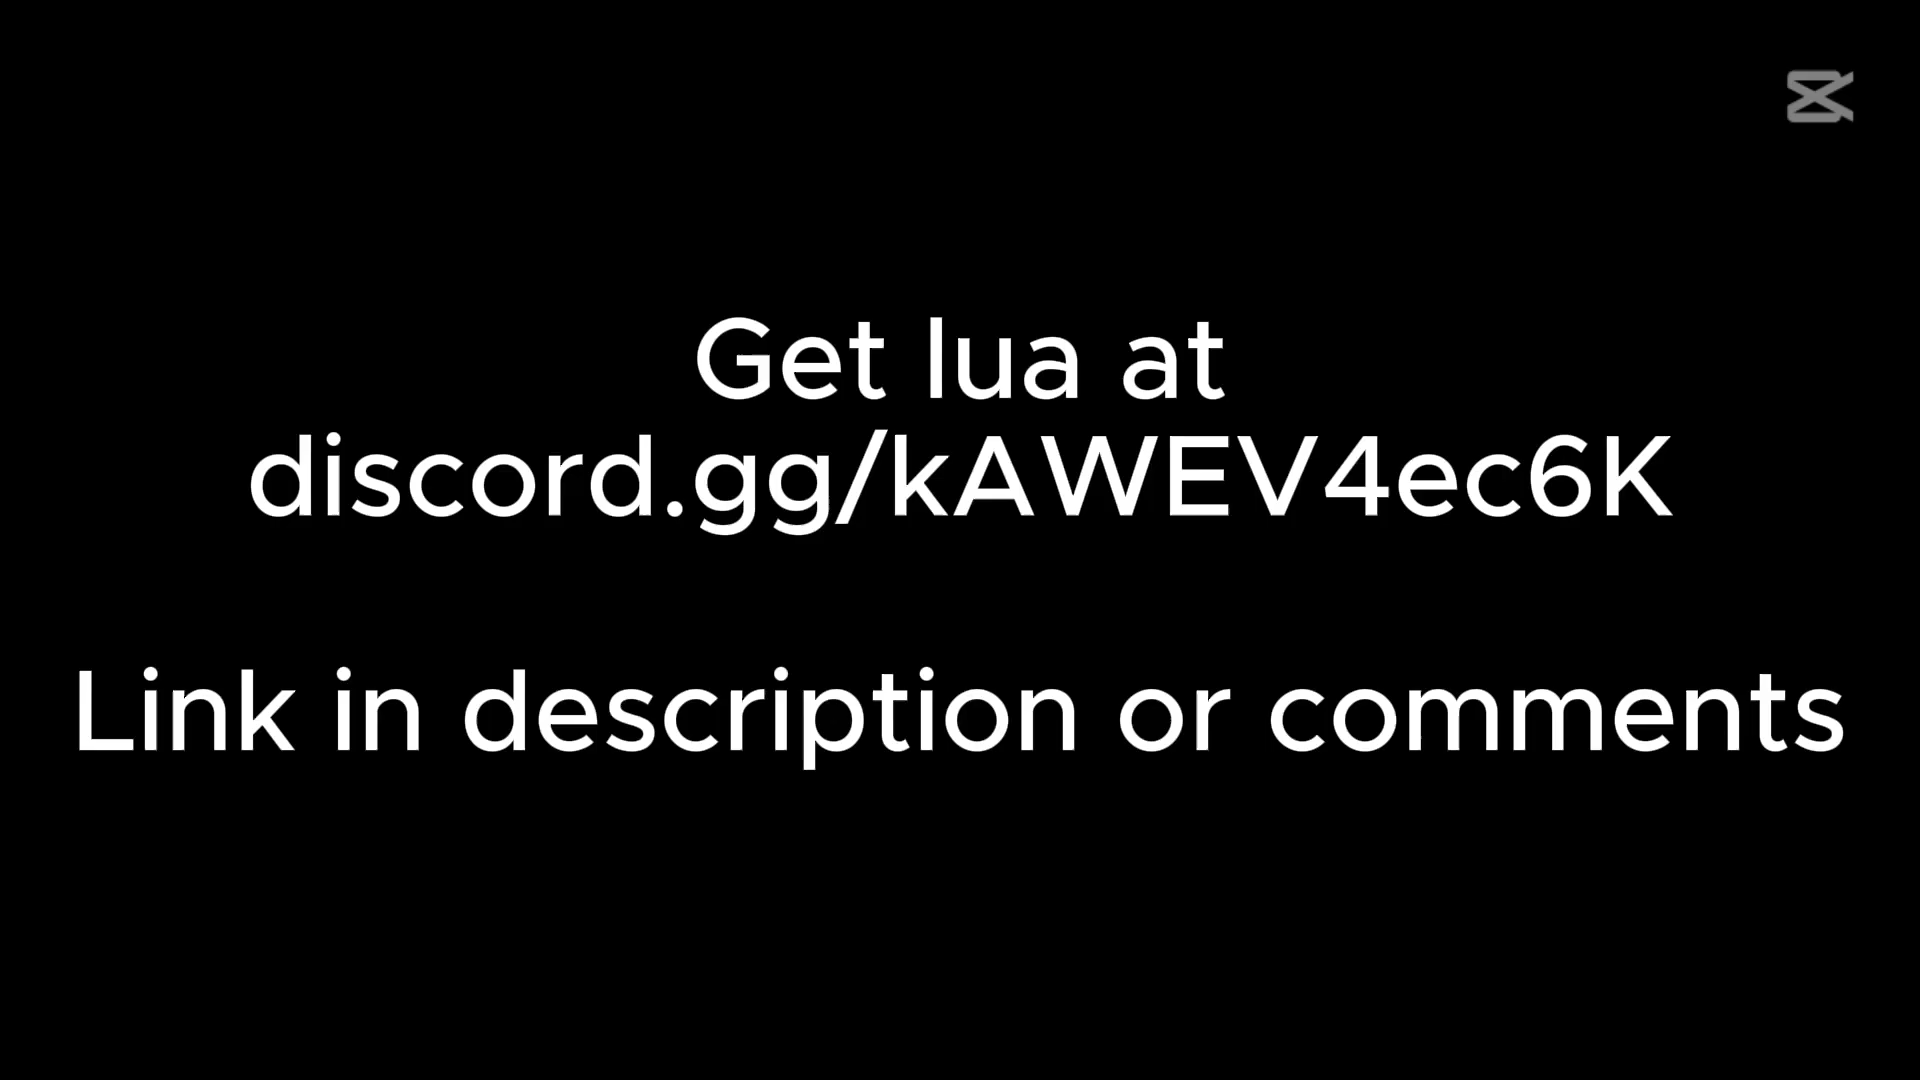 Get lua at
discord.gg/kAWEV4ec6K
Link in description or comments